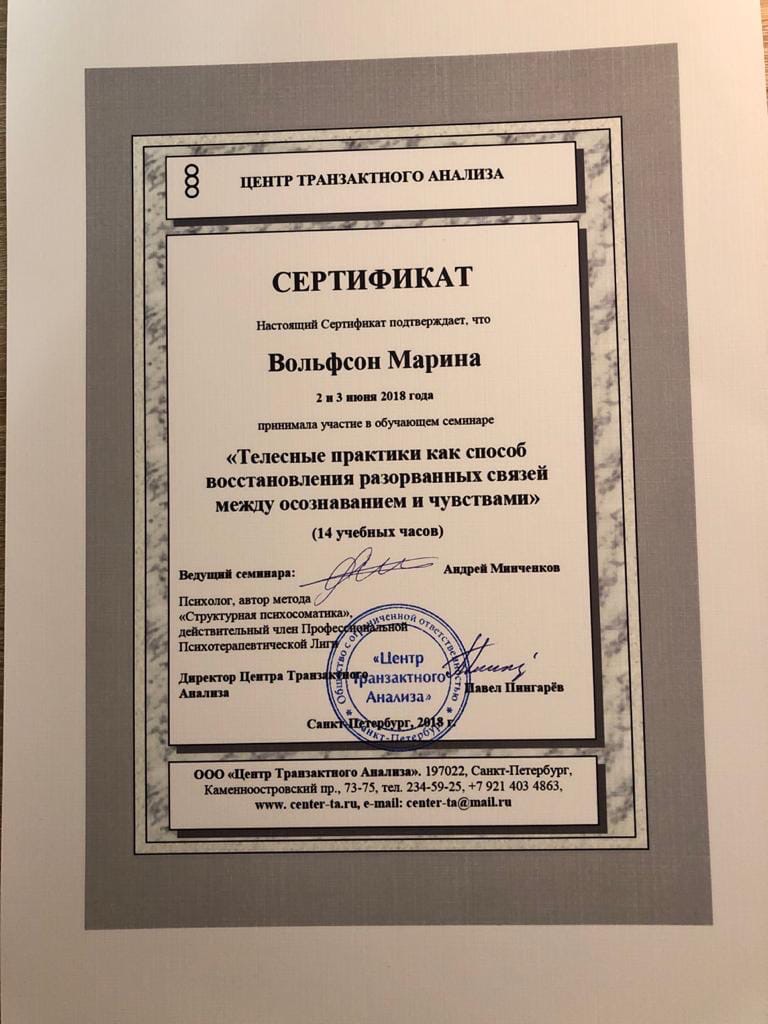 ЦЕНТР ТРАНЗАКТНОГО АНАЛИЗА
СЕРТИФИКАТ
Настоящий Сертификат подтверждает, что
Вольфсон Марина
2 и 3 июня 2018 года
принимала участие в обучающем семинаре
«Телесные практики как способ
восстановления разорванных связей
между осознаванием и чувствами»
(14 учебных часов)
Ведущий семинара: Андрей Минченков
Психолог, автор метода
«Структурная психосоматика»,
действительный член Профессиональной
Психотерапевтической Лиги
Директор Центра Транзактного
Анализа Павел Пингарёв
Общество с ограниченной ответственностью
«Центр
Транзактного
Анализа»
Санкт-Петербург
Санкт-Петербург, 2018 г.
ООО «Центр Транзактного Анализа». 197022, Санкт-Петербург,
Каменноостровский пр., 73-75, тел. 234-59-25, +7 921 403 4863,
www. center-ta.ru, e-mail: center-ta@mail.ru